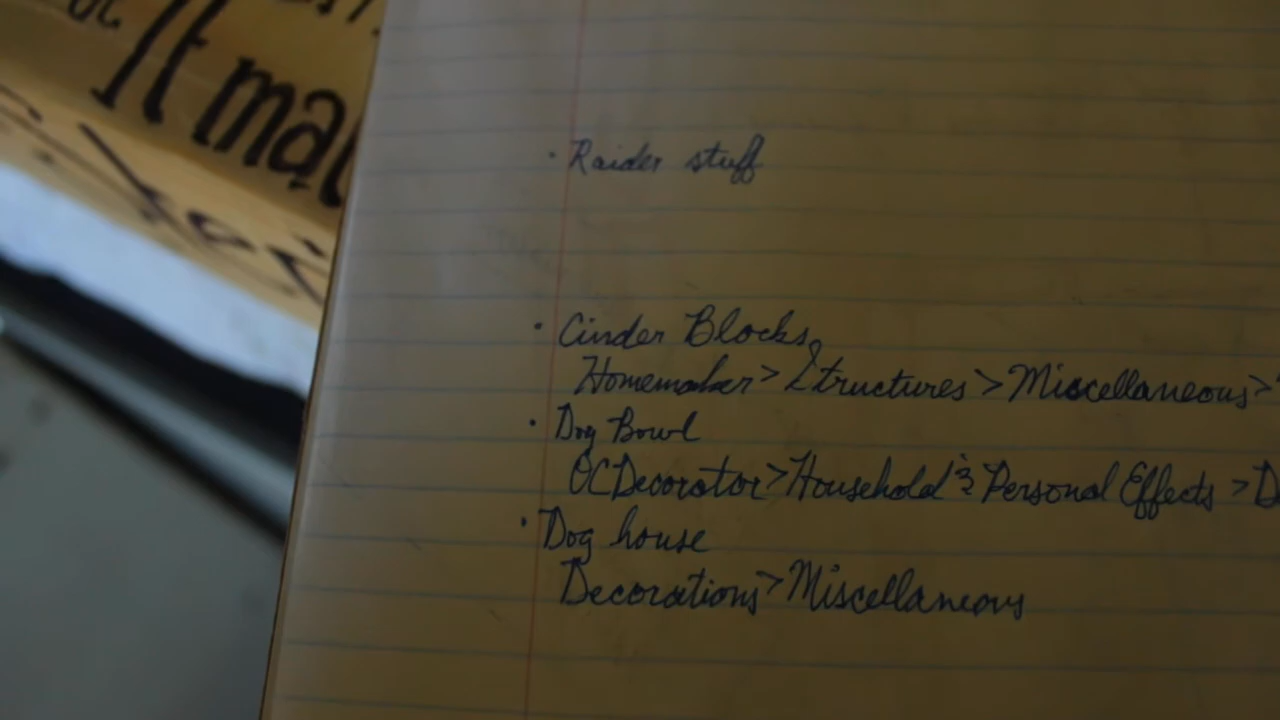 It ma
· Raider stuff
· Cinder Blocks
Homemaker > Structures > Miscellaneous >
· Dog Bowl
OCDecorator > Household & Personal Effects > D
· Dog house
Decorations > Miscellaneous